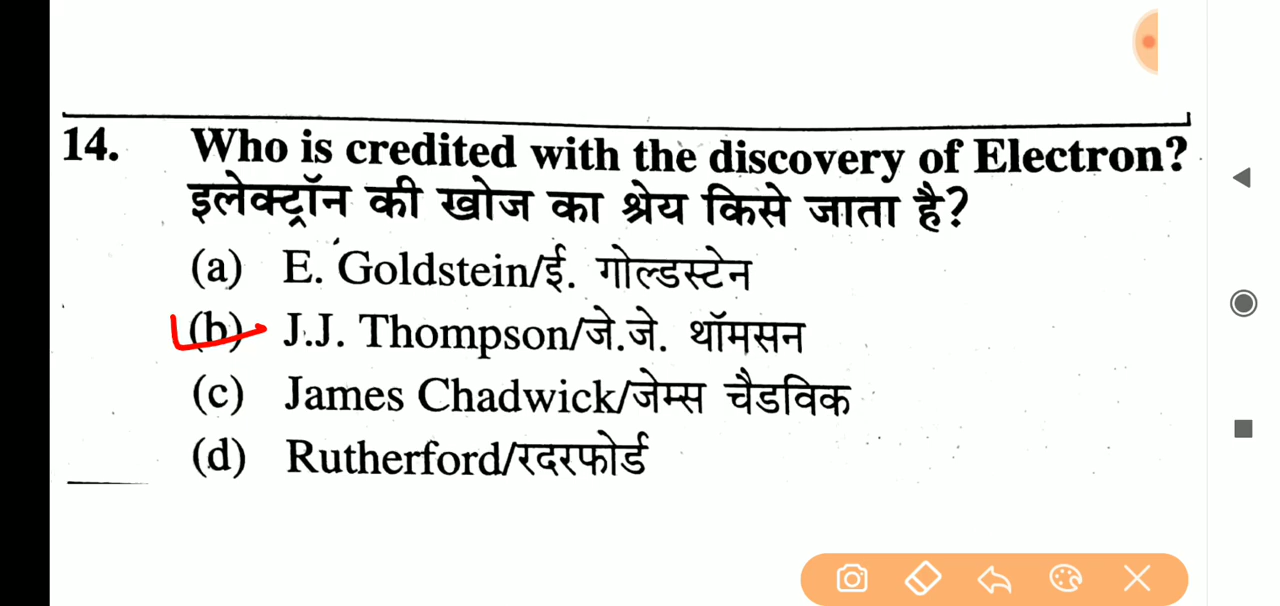 14. Who is credited with the discovery of Electron?
इलेक्ट्रॉन की खोज का श्रेय किसे जाता है?
(a) E. Goldstein/ई. गोल्डस्टेन
(b) J.J. Thompson/जे.जे. थॉमसन
(c) James Chadwick/जेम्स चैडविक
(d) Rutherford/रदरफोर्ड